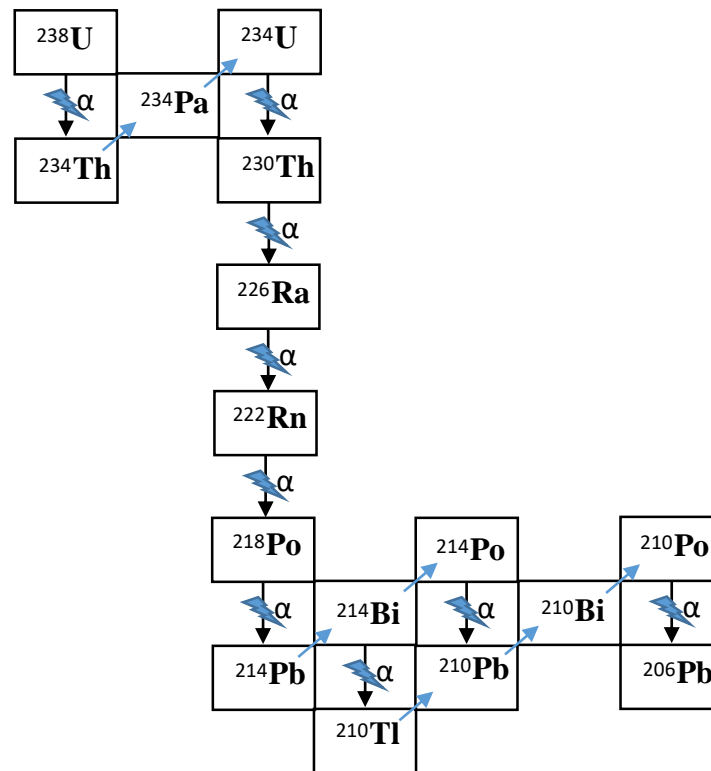 ²³⁸U ²³⁴U
α ²³⁴Pa α
²³⁴Th ²³⁰Th
α
²²⁶Ra
α
²²²Rn
α
²¹⁸Po ²¹⁴Po ²¹⁰Po
α ²¹⁴Bi α ²¹⁰Bi α
²¹⁴Pb α ²¹⁰Pb ²⁰⁶Pb
²¹⁰Tl